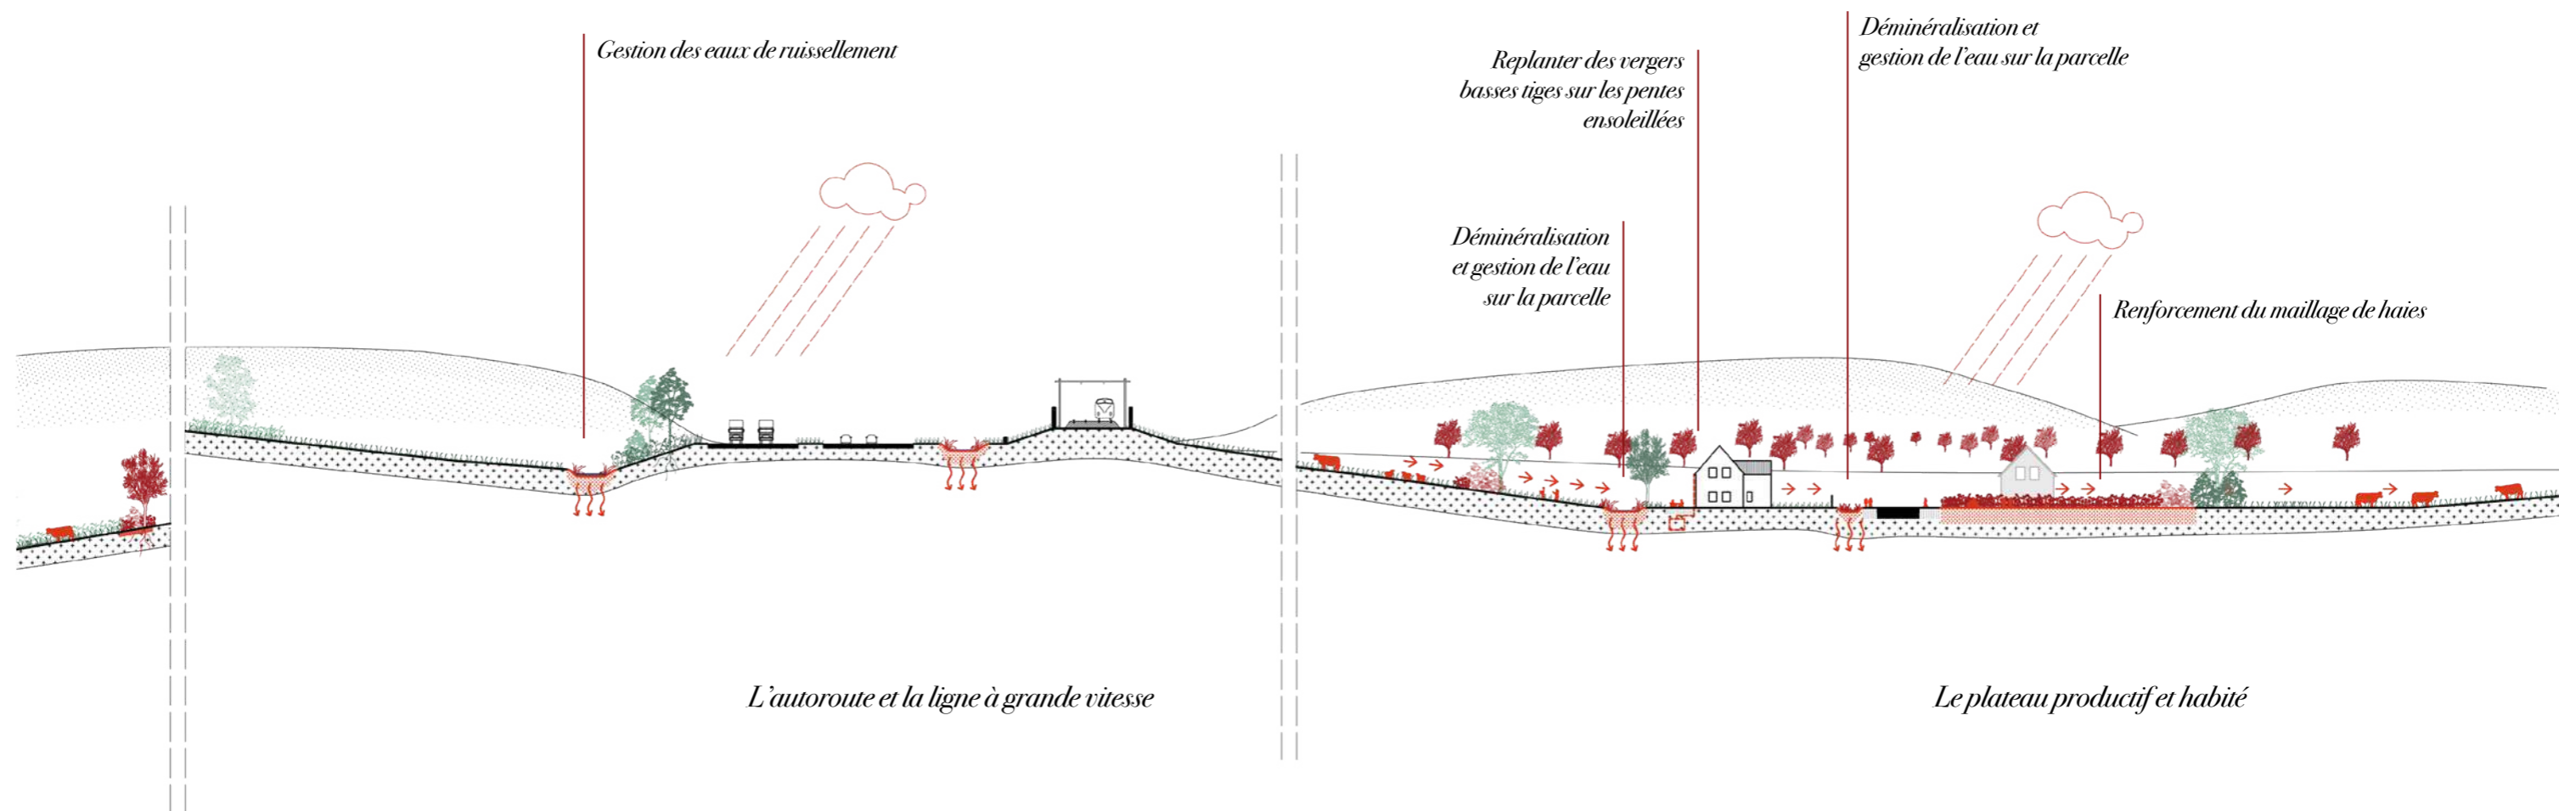 Gestion des eaux de ruissellement
Replanter des vergers
basses tiges sur les pentes
ensoleillées
Déminéralisation et
gestion de l'eau sur la parcelle
Déminéralisation
et gestion de l'eau
sur la parcelle
Renforcement du maillage de haies
L'autoroute et la ligne à grande vitesse
Le plateau productif et habité